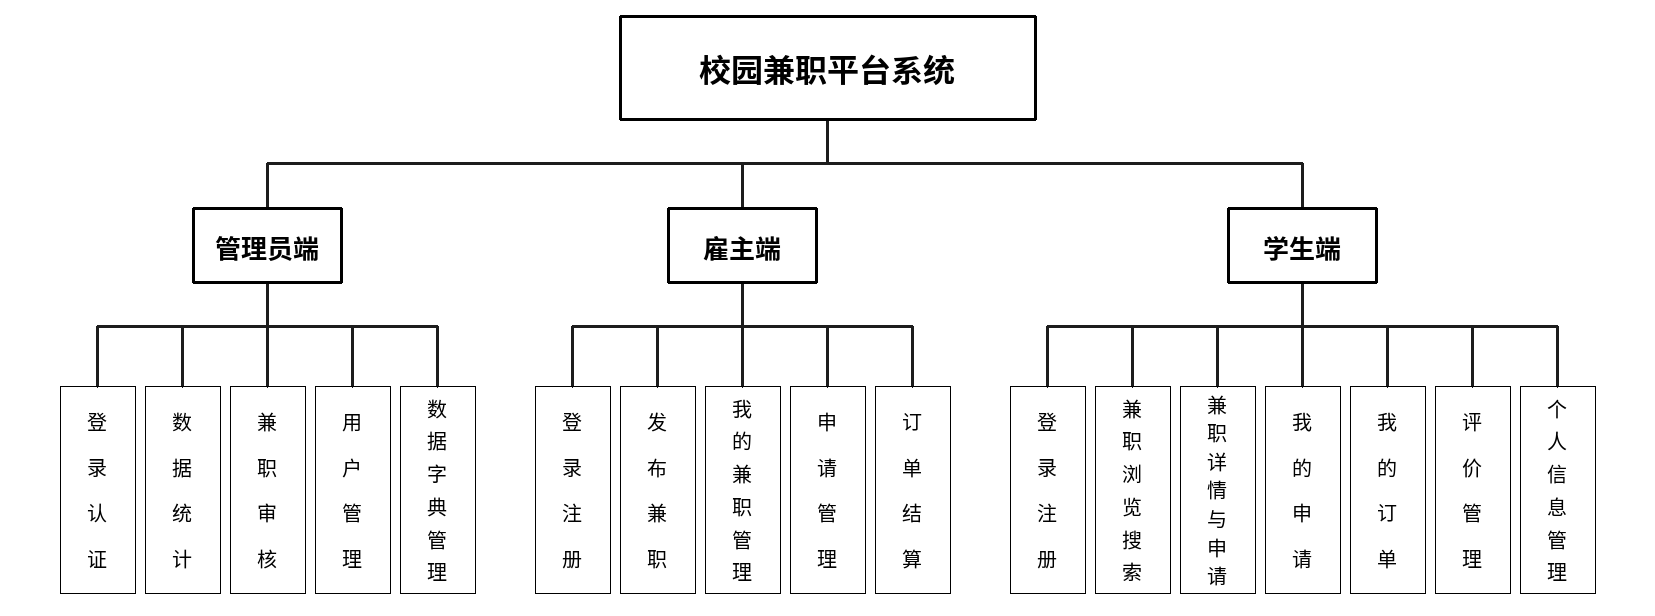 校园兼职平台系统
管理员端
雇主端
学生端
登录认证
数据统计
兼职审核
用户管理
数据字典管理
登录注册
发布兼职
我的兼职管理
申请管理
订单结算
登录注册
兼职浏览搜索
兼职详情与申请
我的申请
我的订单
评价管理
个人信息管理